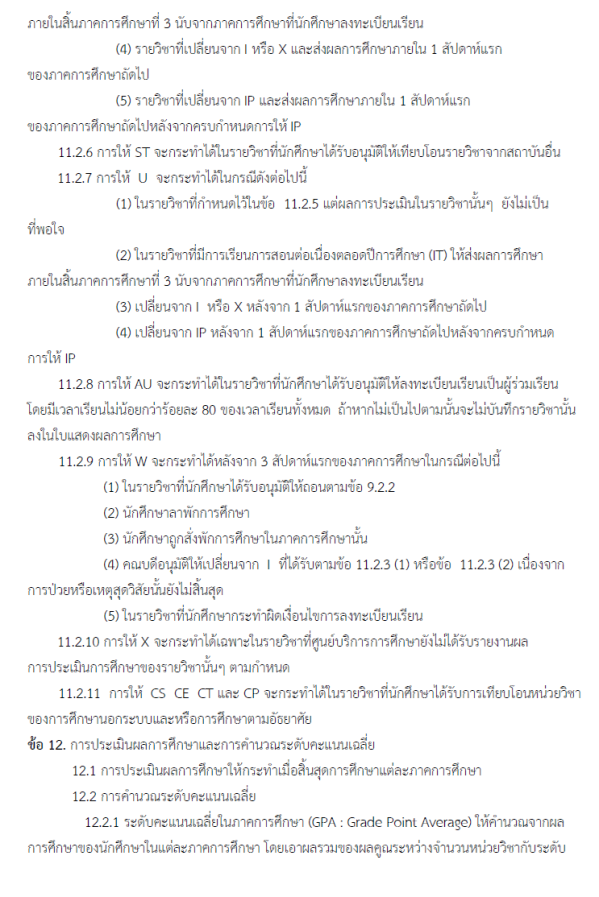 ภายในสิ้นภาคการศึกษาที่ 3 นับจากภาคการศึกษาที่นักศึกษาลงทะเบียนเรียน
(4) รายวิชาที่เปลี่ยนจาก I หรือ X และส่งผลการศึกษาภายใน 1 สัปดาห์แรก
ของภาคการศึกษาถัดไป
(5) รายวิชาที่เปลี่ยนจาก IP และส่งผลการศึกษาภายใน 1 สัปดาห์แรก
ของภาคการศึกษาถัดไปหลังจากครบกำหนดการให้ IP
11.2.6 การให้ ST จะกระทำได้ในรายวิชาที่นักศึกษาได้รับอนุมัติให้เทียบโอนรายวิชาจากสถาบันอื่น
11.2.7 การให้ U จะกระทำได้ในกรณีดังต่อไปนี้
(1) ในรายวิชาที่กำหนดไว้ในข้อ 11.2.5 แต่ผลการประเมินในรายวิชานั้นๆ ยังไม่เป็น
ที่พอใจ
(2) ในรายวิชาที่มีการเรียนการสอนต่อเนื่องตลอดปีการศึกษา (IT) ให้ส่งผลการศึกษา
ภายในสิ้นภาคการศึกษาที่ 3 นับจากภาคการศึกษาที่นักศึกษาลงทะเบียนเรียน
(3) เปลี่ยนจาก I หรือ X หลังจาก 1 สัปดาห์แรกของภาคการศึกษาถัดไป
(4) เปลี่ยนจาก IP หลังจาก 1 สัปดาห์แรกของภาคการศึกษาถัดไปหลังจากครบกำหนด
การให้ IP
11.2.8 การให้ AU จะกระทำได้ในรายวิชาที่นักศึกษาได้รับอนุมัติให้ลงทะเบียนเรียนเป็นผู้ร่วมเรียน
โดยมีเวลาเรียนไม่น้อยกว่าร้อยละ 80 ของเวลาเรียนทั้งหมด ถ้าหากไม่เป็นไปตามนั้นจะไม่บันทึกรายวิชานั้น
ลงในใบแสดงผลการศึกษา
11.2.9 การให้ W จะกระทำได้หลังจาก 3 สัปดาห์แรกของภาคการศึกษาในกรณีต่อไปนี้
(1) ในรายวิชาที่นักศึกษาได้รับอนุมัติให้ถอนตามข้อ 9.2.2
(2) นักศึกษาลาพักการศึกษา
(3) นักศึกษาถูกสั่งพักการศึกษาในภาคการศึกษานั้น
(4) คณบดีอนุมัติให้เปลี่ยนจาก I ที่ได้รับตามข้อ 11.2.3 (1) หรือข้อ 11.2.3 (2) เนื่องจาก
การป่วยหรือเหตุสุดวิสัยนั้นยังไม่สิ้นสุด
(5) ในรายวิชาที่นักศึกษากระทำผิดเงื่อนไขการลงทะเบียนเรียน
11.2.10 การให้ X จะกระทำได้เฉพาะในรายวิชาที่ศูนย์บริการการศึกษายังไม่ได้รับรายงานผล
การประเมินการศึกษาของรายวิชานั้นๆ ตามกำหนด
11.2.11 การให้ CS CE CT และ CP จะกระทำได้ในรายวิชาที่นักศึกษาได้รับการเทียบโอนหน่วยวิชา
ของการศึกษานอกระบบและหรือการศึกษาตามอัธยาศัย
ข้อ 12. การประเมินผลการศึกษาและการคำนวณระดับคะแนนเฉลี่ย
12.1 การประเมินผลการศึกษาให้กระทำเมื่อสิ้นสุดการศึกษาแต่ละภาคการศึกษา
12.2 การคำนวณระดับคะแนนเฉลี่ย
12.2.1 ระดับคะแนนเฉลี่ยในภาคการศึกษา (GPA : Grade Point Average) ให้คำนวณจากผล
การศึกษาของนักศึกษาในแต่ละภาคการศึกษา โดยเอาผลรวมของผลคูณระหว่างจำนวนหน่วยวิชากับระดับ